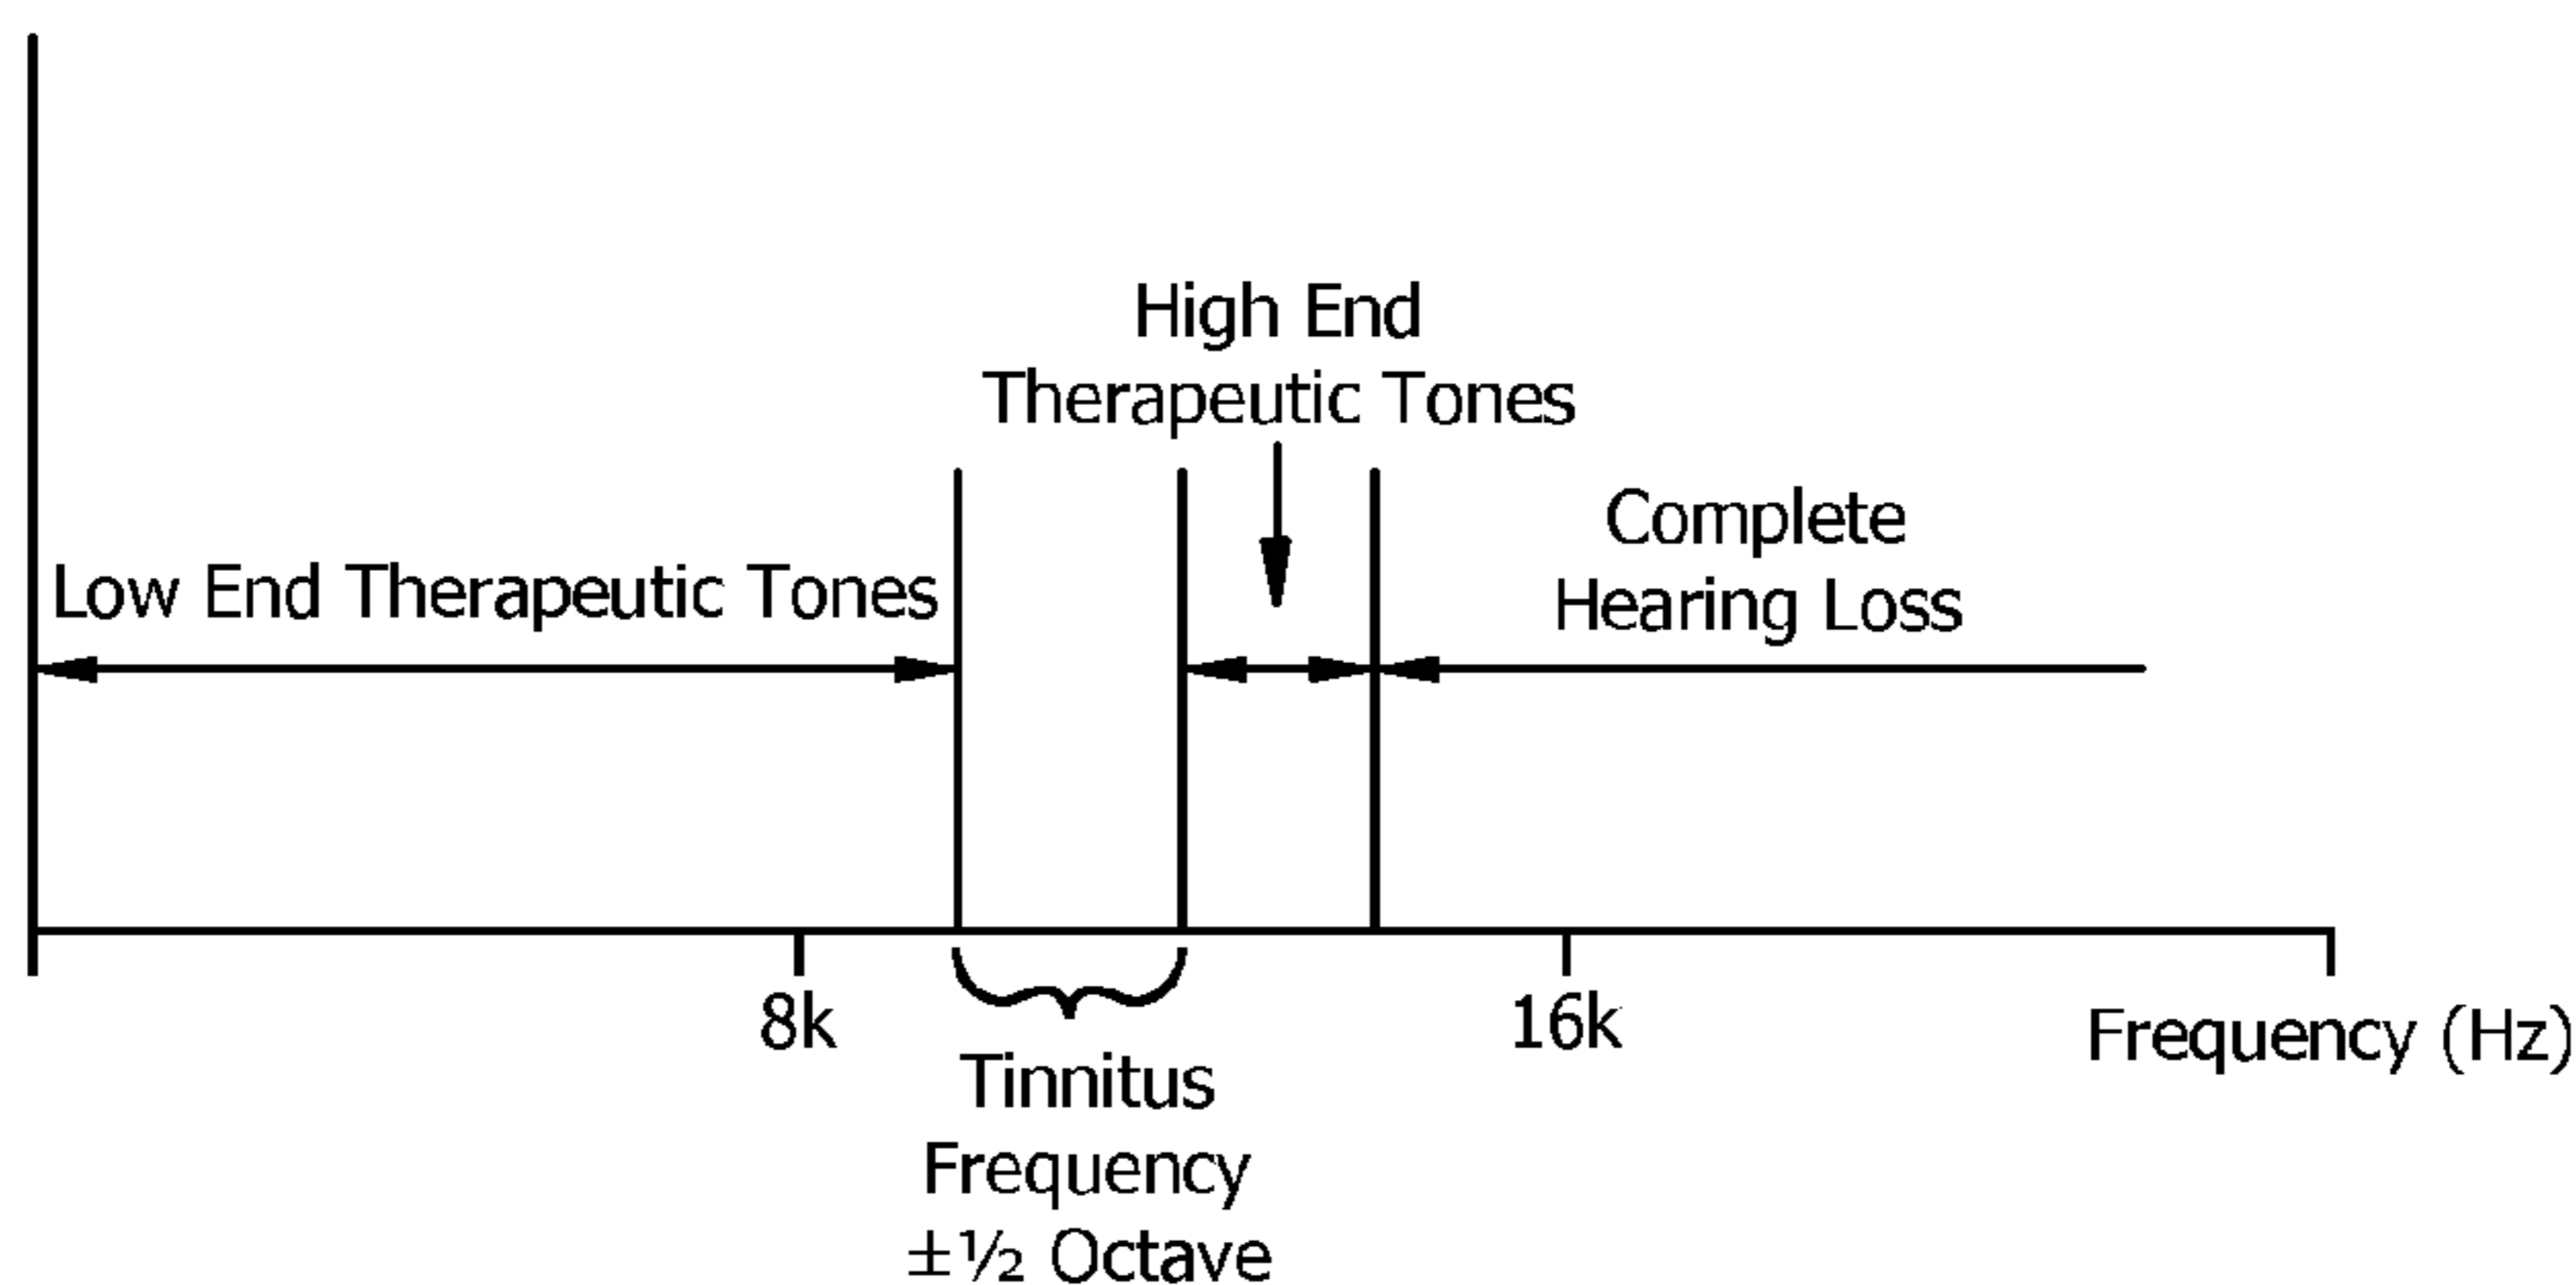 High End
Therapeutic Tones
Complete
Hearing Loss
Low End Therapeutic Tones
8k
16k
Frequency (Hz)
Tinnitus
Frequency
±½ Octave